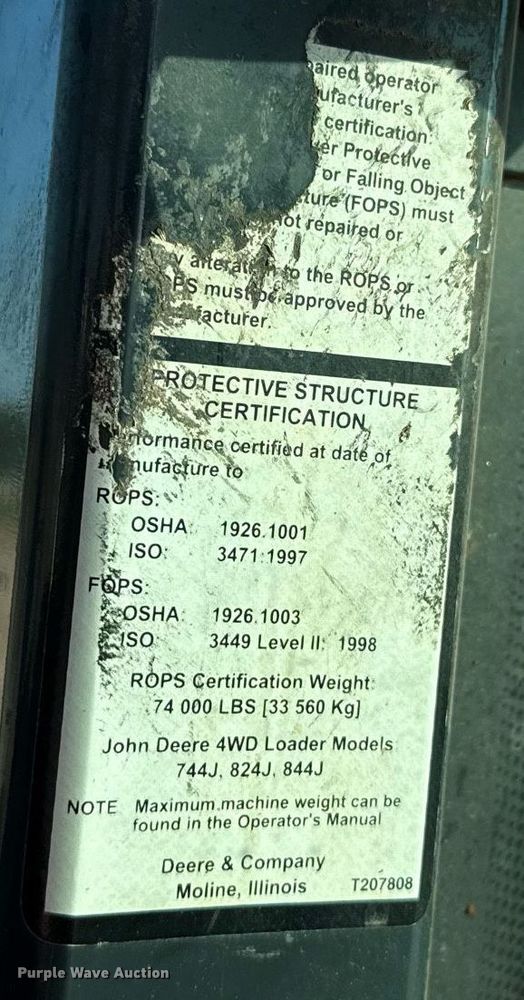 aired operator
ufacturer's
certification:
er Protective
or Falling Object
ture (FOPS) must
not repaired or
alteration to the ROPS or
PS must be approved by the
facturer.
PROTECTIVE STRUCTURE
CERTIFICATION
formance certified at date of
nufacture to
ROPS:
OSHA: 1926.1001
ISO: 3471:1997
FOPS:
OSHA: 1926.1003
ISO 3449 Level II: 1998
ROPS Certification Weight:
74 000 LBS [33 560 Kg]
John Deere 4WD Loader Models
744J, 824J, 844J
NOTE Maximum machine weight can be
found in the Operator's Manual
Deere & Company
Moline, Illinois T207808
Purple Wave Auction